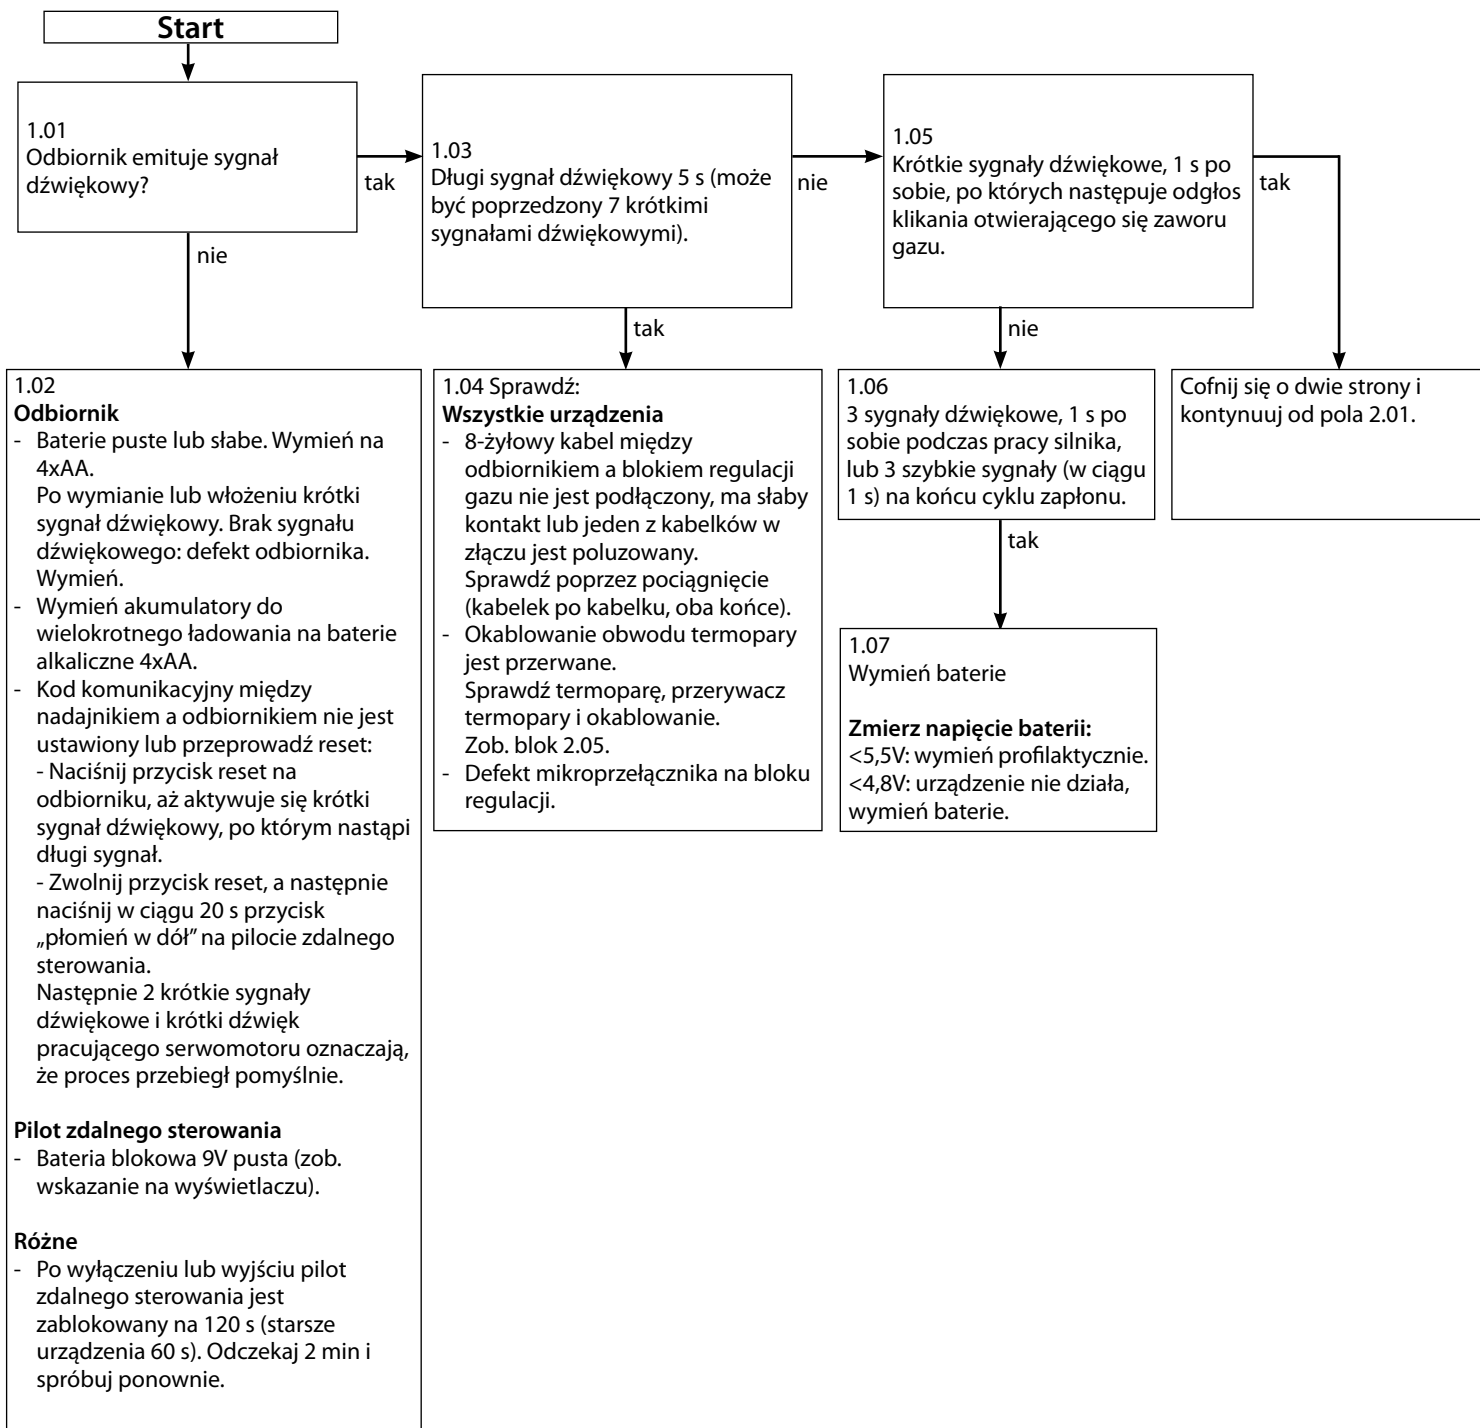 Start
1.01
Odbiornik emituje sygnał
dźwiękowy?
tak
nie
1.03
Długi sygnał dźwiękowy 5 s (może
być poprzedzony 7 krótkimi
sygnałami dźwiękowymi).
nie
tak
1.05
Krótkie sygnały dźwiękowe, 1 s po
sobie, po których następuje odgłos
klikania otwierającego się zaworu
gazu.
tak
nie
1.02
Odbiornik
- Baterie puste lub słabe. Wymień na
4xAA.
Po wymianie lub włożeniu krótki
sygnał dźwiękowy. Brak sygnału
dźwiękowego: defekt odbiornika.
Wymień.
- Wymień akumulatory do
wielokrotnego ładowania na baterie
alkaliczne 4xAA.
- Kod komunikacyjny między
nadajnikiem a odbiornikiem nie jest
ustawiony lub przeprowadź reset:
- Naciśnij przycisk reset na
odbiorniku, aż aktywuje się krótki
sygnał dźwiękowy, po którym nastąpi
długi sygnał.
- Zwolnij przycisk reset, a następnie
naciśnij w ciągu 20 s przycisk
„płomień w dół” na pilocie zdalnego
sterowania.
Następnie 2 krótkie sygnały
dźwiękowe i krótki dźwięk
pracującego serwomotoru oznaczają,
że proces przebiegł pomyślnie.
Pilot zdalnego sterowania
- Bateria blokowa 9V pusta (zob.
wskazanie na wyświetlaczu).
Różne
- Po wyłączeniu lub wyjściu pilot
zdalnego sterowania jest
zablokowany na 120 s (starsze
urządzenia 60 s). Odczekaj 2 min i
spróbuj ponownie.
1.04 Sprawdź:
Wszystkie urządzenia
- 8-żyłowy kabel między
odbiornikiem a blokiem regulacji
gazu nie jest podłączony, ma słaby
kontakt lub jeden z kabelków w
złączu jest poluzowany.
Sprawdź poprzez pociągnięcie
(kabelek po kabelku, oba końce).
- Okablowanie obwodu termopary
jest przerwane.
Sprawdź termoparę, przerywacz
termopary i okablowanie.
Zob. blok 2.05.
- Defekt mikroprzełącznika na bloku
regulacji.
1.06
3 sygnały dźwiękowe, 1 s po
sobie podczas pracy silnika,
lub 3 szybkie sygnały (w ciągu
1 s) na końcu cyklu zapłonu.
tak
1.07
Wymień baterie
Zmierz napięcie baterii:
<5,5V: wymień profilaktycznie.
<4,8V: urządzenie nie działa,
wymień baterie.
Cofnij się o dwie strony i
kontynuuj od pola 2.01.